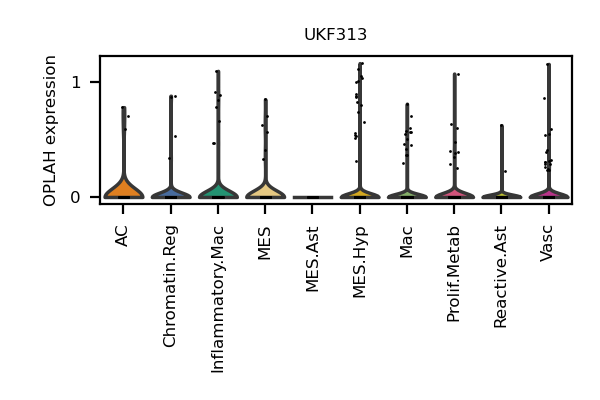 UKF313
OPLAH expression
1
0
AC
Chromatin.Reg
Inflammatory.Mac
MES
MES.Ast
MES.Hyp
Mac
Prolif.Metab
Reactive.Ast
Vasc